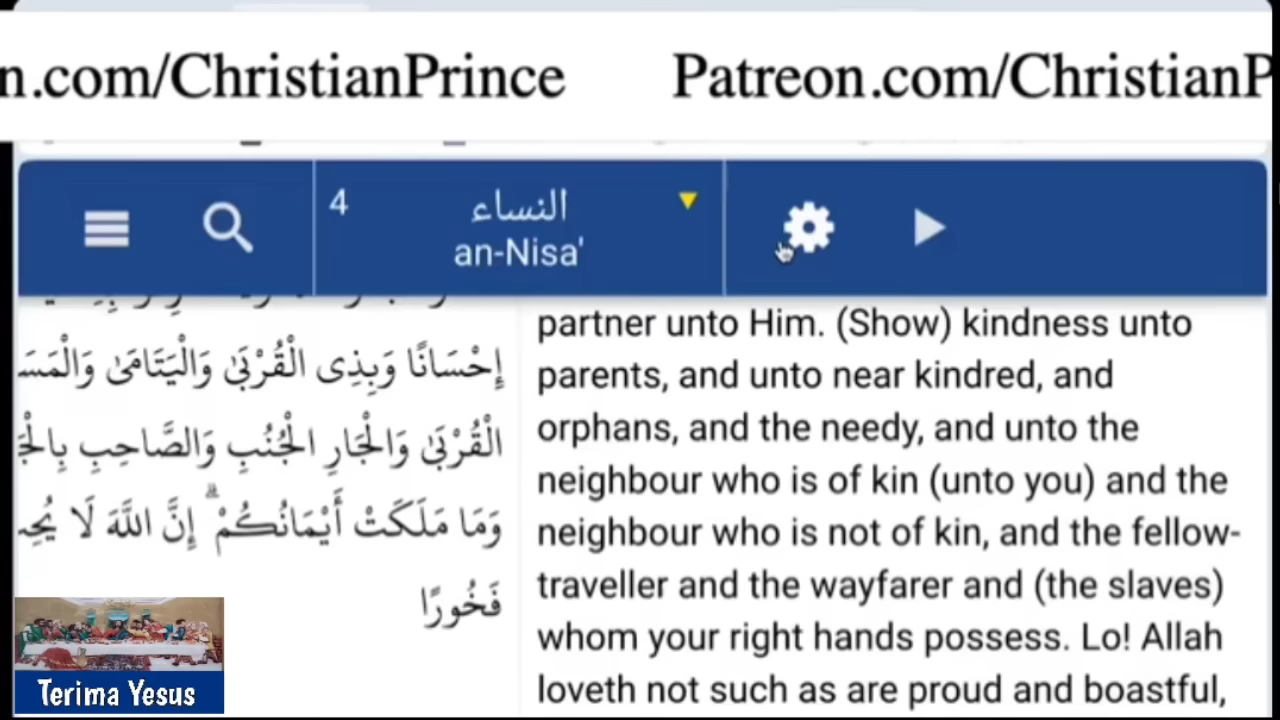 n.com/ChristianPrince Patreon.com/ChristianP
4
النساء
an-Nisa'
إِحْسَانًا وَبِذِى الْقُرْبَىٰ وَالْيَتَامَىٰ
الْقُرْبَىٰ وَالْجَارِ الْجُنُبِ وَالصَّاحِبِ
وَمَا مَلَكَتْ أَيْمَانُكُمْ ۗ إِنَّ اللَّهَ لَا
فَخُورًا
partner unto Him. (Show) kindness unto
parents, and unto near kindred, and
orphans, and the needy, and unto the
neighbour who is of kin (unto you) and the
neighbour who is not of kin, and the fellow-
traveller and the wayfarer and (the slaves)
whom your right hands possess. Lo! Allah
loveth not such as are proud and boastful,
Terima Yesus